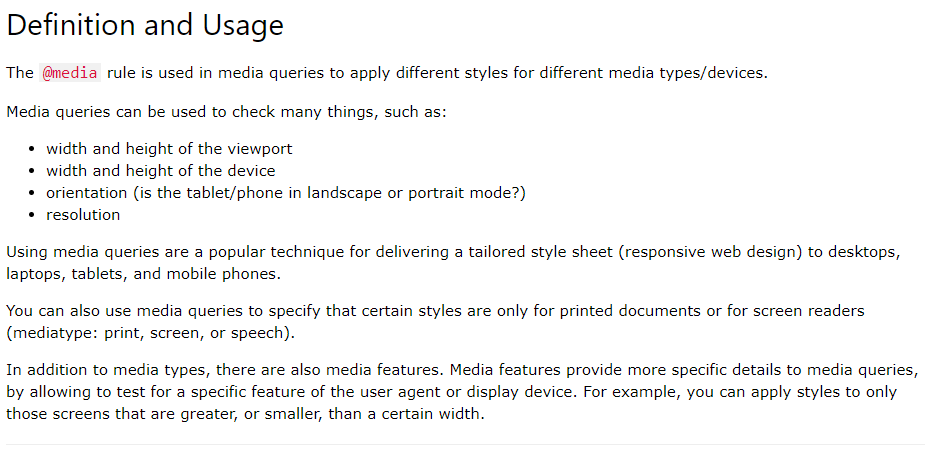 Definition and Usage
The @media rule is used in media queries to apply different styles for different media types/devices.
Media queries can be used to check many things, such as:
• width and height of the viewport
• width and height of the device
• orientation (is the tablet/phone in landscape or portrait mode?)
• resolution
Using media queries are a popular technique for delivering a tailored style sheet (responsive web design) to desktops,
laptops, tablets, and mobile phones.
You can also use media queries to specify that certain styles are only for printed documents or for screen readers
(mediatype: print, screen, or speech).
In addition to media types, there are also media features. Media features provide more specific details to media queries,
by allowing to test for a specific feature of the user agent or display device. For example, you can apply styles to only
those screens that are greater, or smaller, than a certain width.